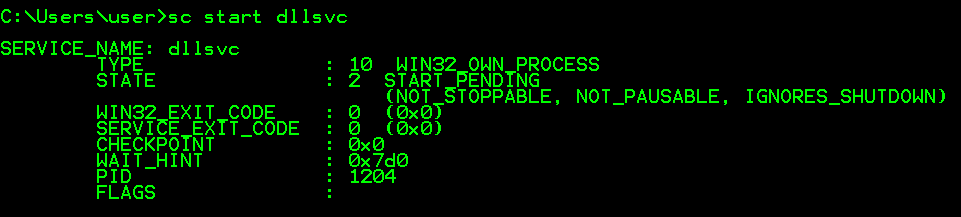 C:\Users\user>sc start dllsvc
SERVICE_NAME: dllsvc
TYPE : 10 WIN32_OWN_PROCESS
STATE : 2 START_PENDING
(NOT_STOPPABLE, NOT_PAUSABLE, IGNORES_SHUTDOWN)
WIN32_EXIT_CODE : 0 (0x0)
SERVICE_EXIT_CODE : 0 (0x0)
CHECKPOINT : 0x0
WAIT_HINT : 0x7d0
PID : 1204
FLAGS :